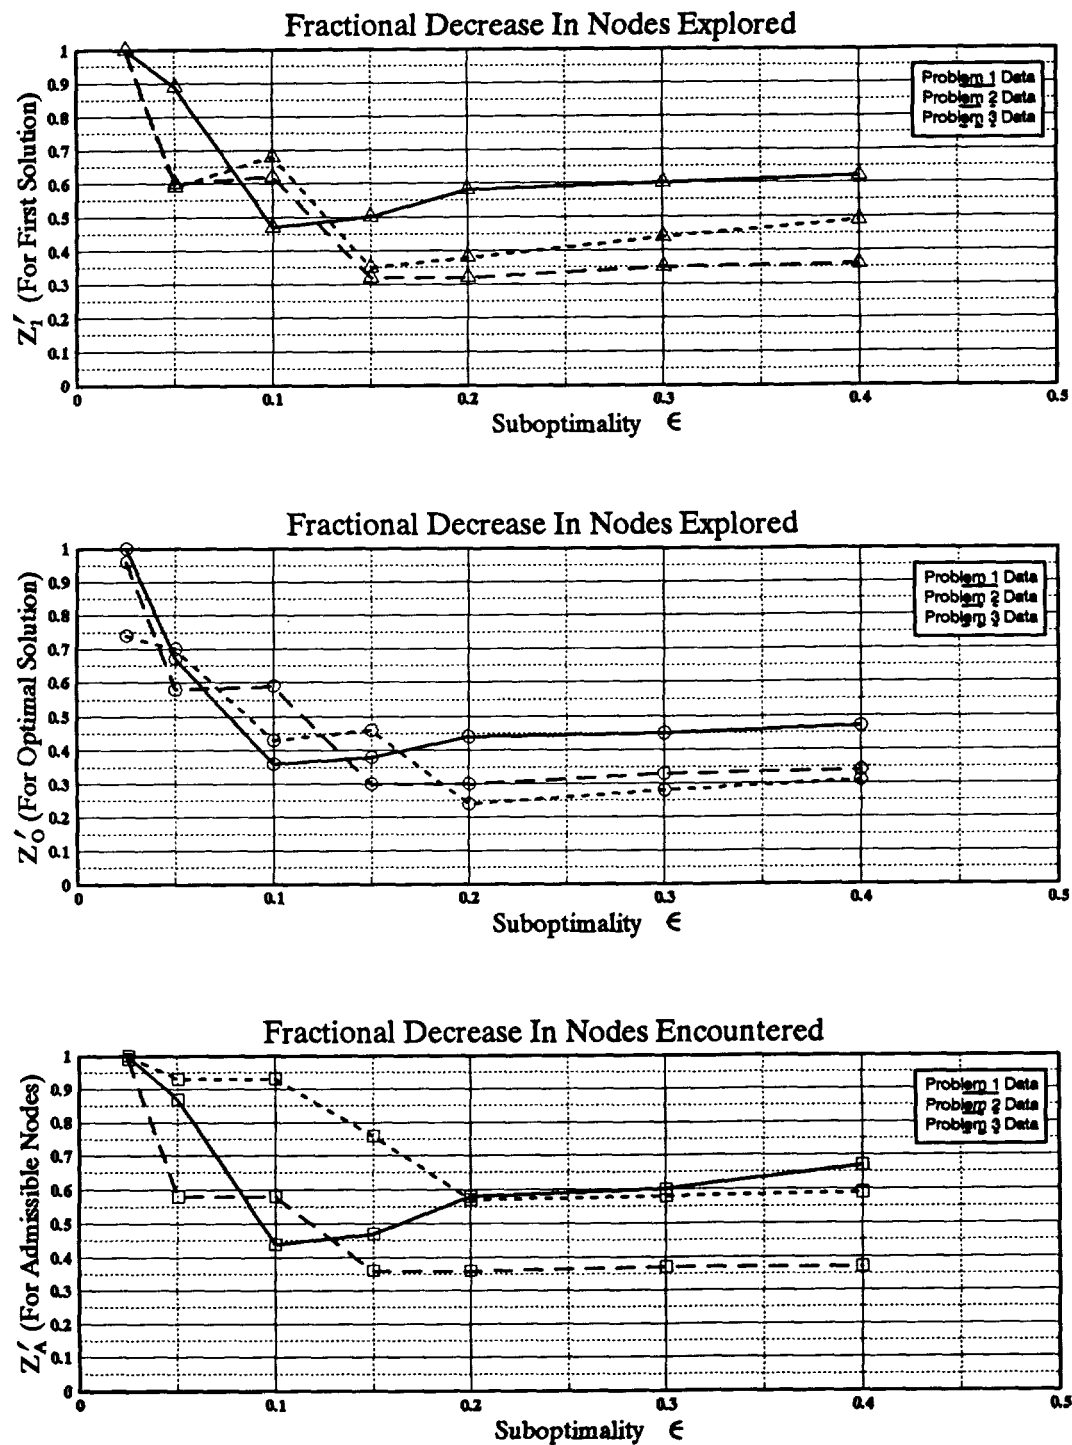 Fractional Decrease In Nodes Explored
1
0.9
0.8
0.7
0.6
0.5
0.4
0.3
0.2
0.1
0
Z₁′ (For First Solution)
Problem 1 Data
Problem 2 Data
Problem 3 Data
0 0.1 0.2 0.3 0.4 0.5
Suboptimality ϵ
Fractional Decrease In Nodes Explored
1
0.9
0.8
0.7
0.6
0.5
0.4
0.3
0.2
0.1
0
Z_O′ (For Optimal Solution)
Problem 1 Data
Problem 2 Data
Problem 3 Data
0 0.1 0.2 0.3 0.4 0.5
Suboptimality ϵ
Fractional Decrease In Nodes Encountered
1
0.9
0.8
0.7
0.6
0.5
0.4
0.3
0.2
0.1
0
Z_A′ (For Admissible Nodes)
Problem 1 Data
Problem 2 Data
Problem 3 Data
0 0.1 0.2 0.3 0.4 0.5
Suboptimality ϵ